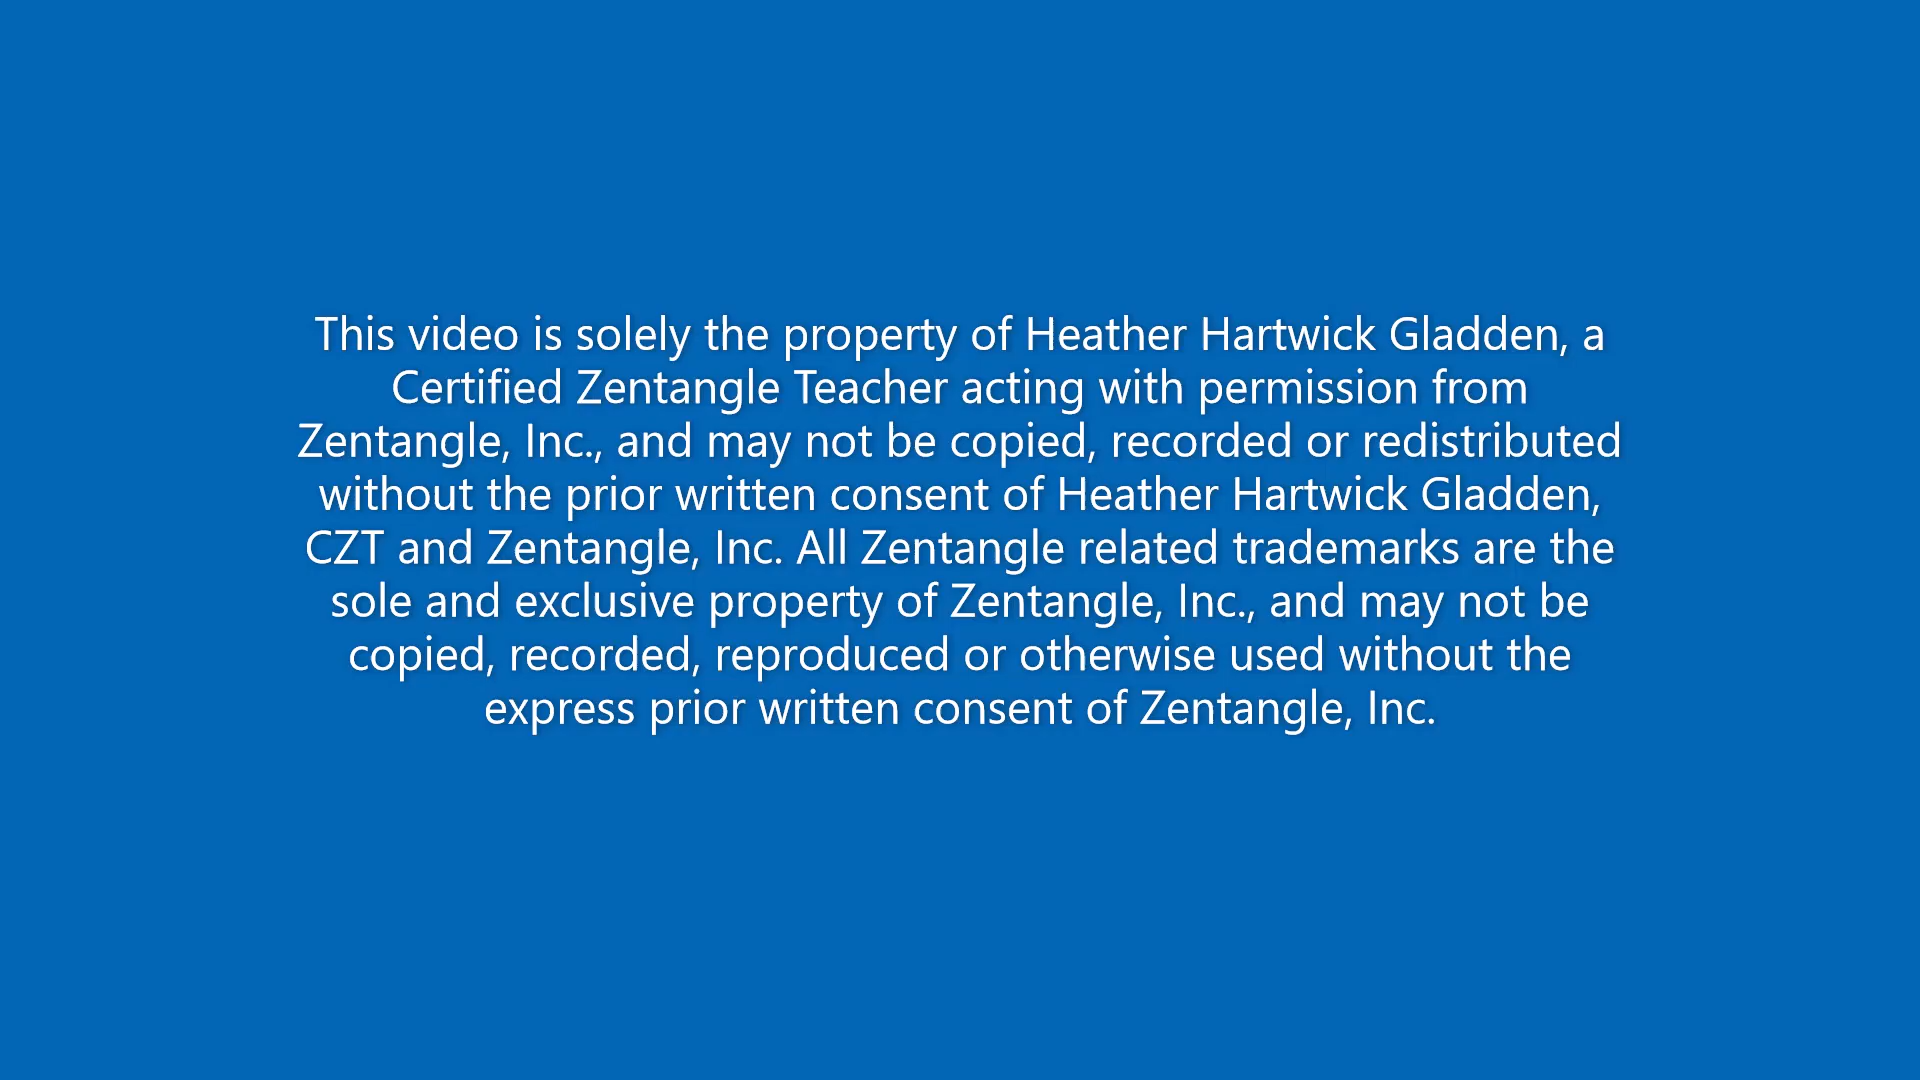 This video is solely the property of Heather Hartwick Gladden, a
Certified Zentangle Teacher acting with permission from
Zentangle, Inc., and may not be copied, recorded or redistributed
without the prior written consent of Heather Hartwick Gladden,
CZT and Zentangle, Inc. All Zentangle related trademarks are the
sole and exclusive property of Zentangle, Inc., and may not be
copied, recorded, reproduced or otherwise used without the
express prior written consent of Zentangle, Inc.